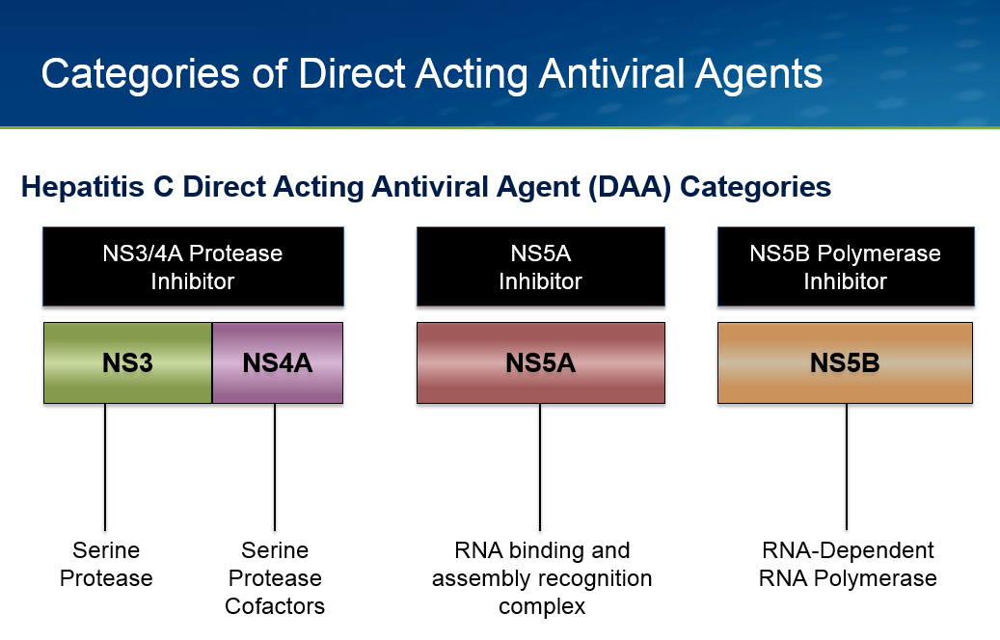 Categories of Direct Acting Antiviral Agents
Hepatitis C Direct Acting Antiviral Agent (DAA) Categories
NS3/4A Protease
Inhibitor
NS5A
Inhibitor
NS5B Polymerase
Inhibitor
NS3
NS4A
NS5A
NS5B
Serine
Protease
Serine
Protease
Cofactors
RNA binding and
assembly recognition
complex
RNA-Dependent
RNA Polymerase